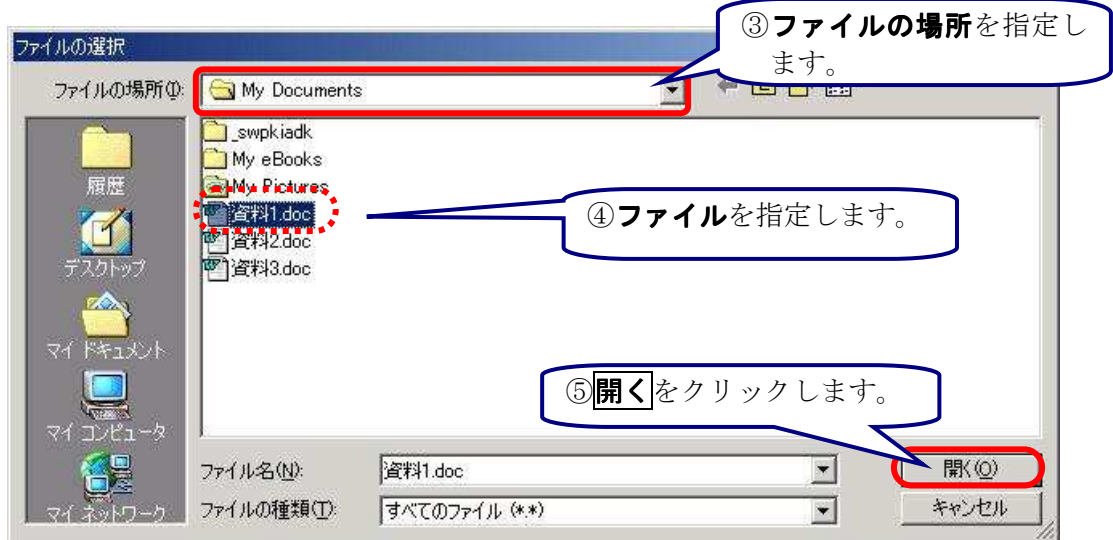 ③ファイルの場所を指定し
ます。
ファイルの選択
ファイルの場所(I):
My Documents
_swpkiadk
My eBooks
My Pictures
資料1.doc
資料2.doc
資料3.doc
④ファイルを指定します。
履歴
デスクトップ
マイ ドキュメント
マイ コンピュータ
マイ ネットワーク
⑤開くをクリックします。
ファイル名(N):
資料1.doc
開く(O)
ファイルの種類(T):
すべてのファイル (*.*)
キャンセル